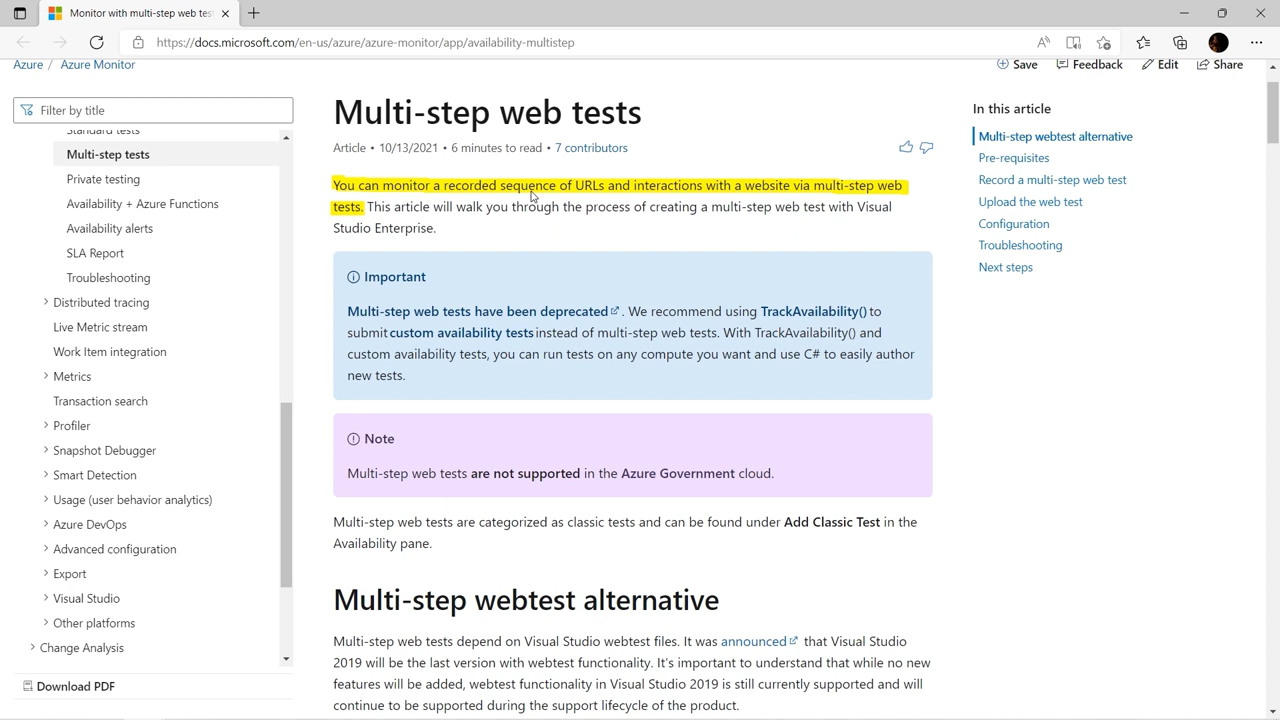 Monitor with multi-step web tes
https://docs.microsoft.com/en-us/azure/azure-monitor/app/availability-multistep
Azure / Azure Monitor
Save Feedback Edit Share
Filter by title
Standard tests
Multi-step tests
Private testing
Availability + Azure Functions
Availability alerts
SLA Report
Troubleshooting
Distributed tracing
Live Metric stream
Work Item integration
Metrics
Transaction search
Profiler
Snapshot Debugger
Smart Detection
Usage (user behavior analytics)
Azure DevOps
Advanced configuration
Export
Visual Studio
Other platforms
Change Analysis
Download PDF
Multi-step web tests
Article • 10/13/2021 • 6 minutes to read • 7 contributors
You can monitor a recorded sequence of URLs and interactions with a website via multi-step web
tests. This article will walk you through the process of creating a multi-step web test with Visual
Studio Enterprise.
Important
Multi-step web tests have been deprecated . We recommend using TrackAvailability() to
submit custom availability tests instead of multi-step web tests. With TrackAvailability() and
custom availability tests, you can run tests on any compute you want and use C# to easily author
new tests.
Note
Multi-step web tests are not supported in the Azure Government cloud.
Multi-step web tests are categorized as classic tests and can be found under Add Classic Test in the
Availability pane.
Multi-step webtest alternative
Multi-step web tests depend on Visual Studio webtest files. It was announced that Visual Studio
2019 will be the last version with webtest functionality. It's important to understand that while no new
features will be added, webtest functionality in Visual Studio 2019 is still currently supported and will
continue to be supported during the support lifecycle of the product.
In this article
Multi-step webtest alternative
Pre-requisites
Record a multi-step web test
Upload the web test
Configuration
Troubleshooting
Next steps